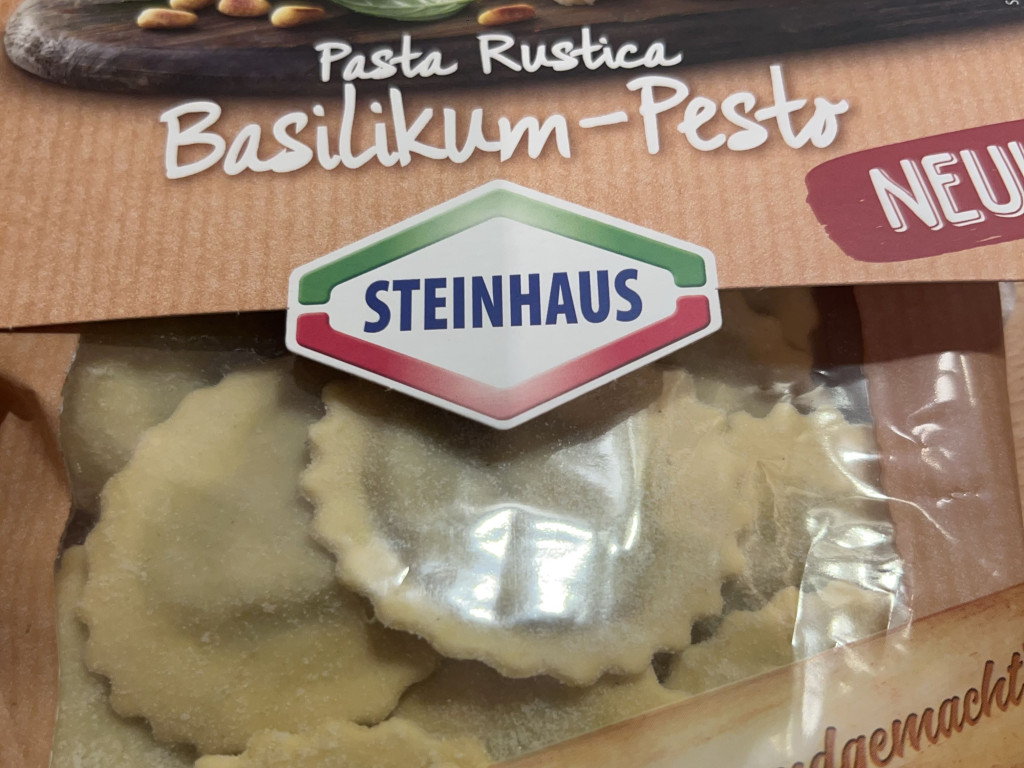 Pasta Rustica
Basilikum-Pesto
NEU
STEINHAUS